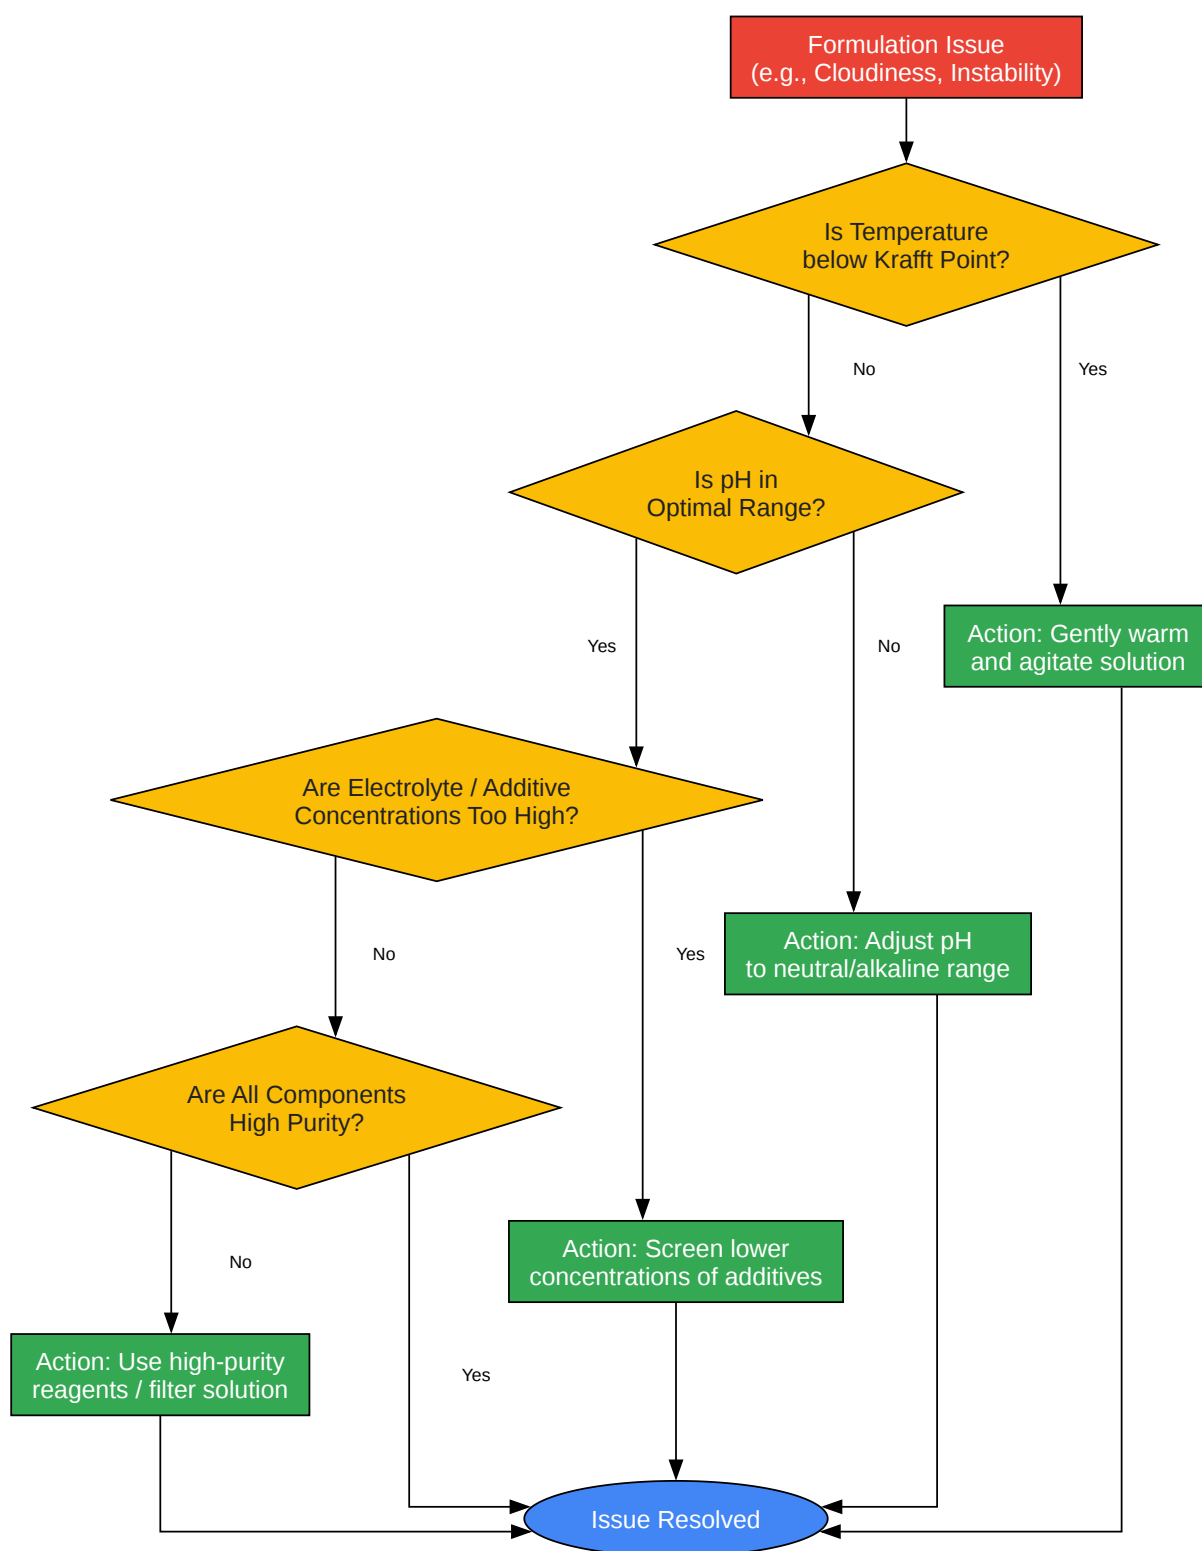 Formulation Issue
(e.g., Cloudiness, Instability)
Is Temperature
below Krafft Point?
No
Yes
Is pH in
Optimal Range?
Yes
No
Action: Gently warm
and agitate solution
Are Electrolyte / Additive
Concentrations Too High?
No
Yes
Action: Adjust pH
to neutral/alkaline range
Are All Components
High Purity?
No
Action: Screen lower
concentrations of additives
Action: Use high-purity
reagents / filter solution
Yes
Issue Resolved